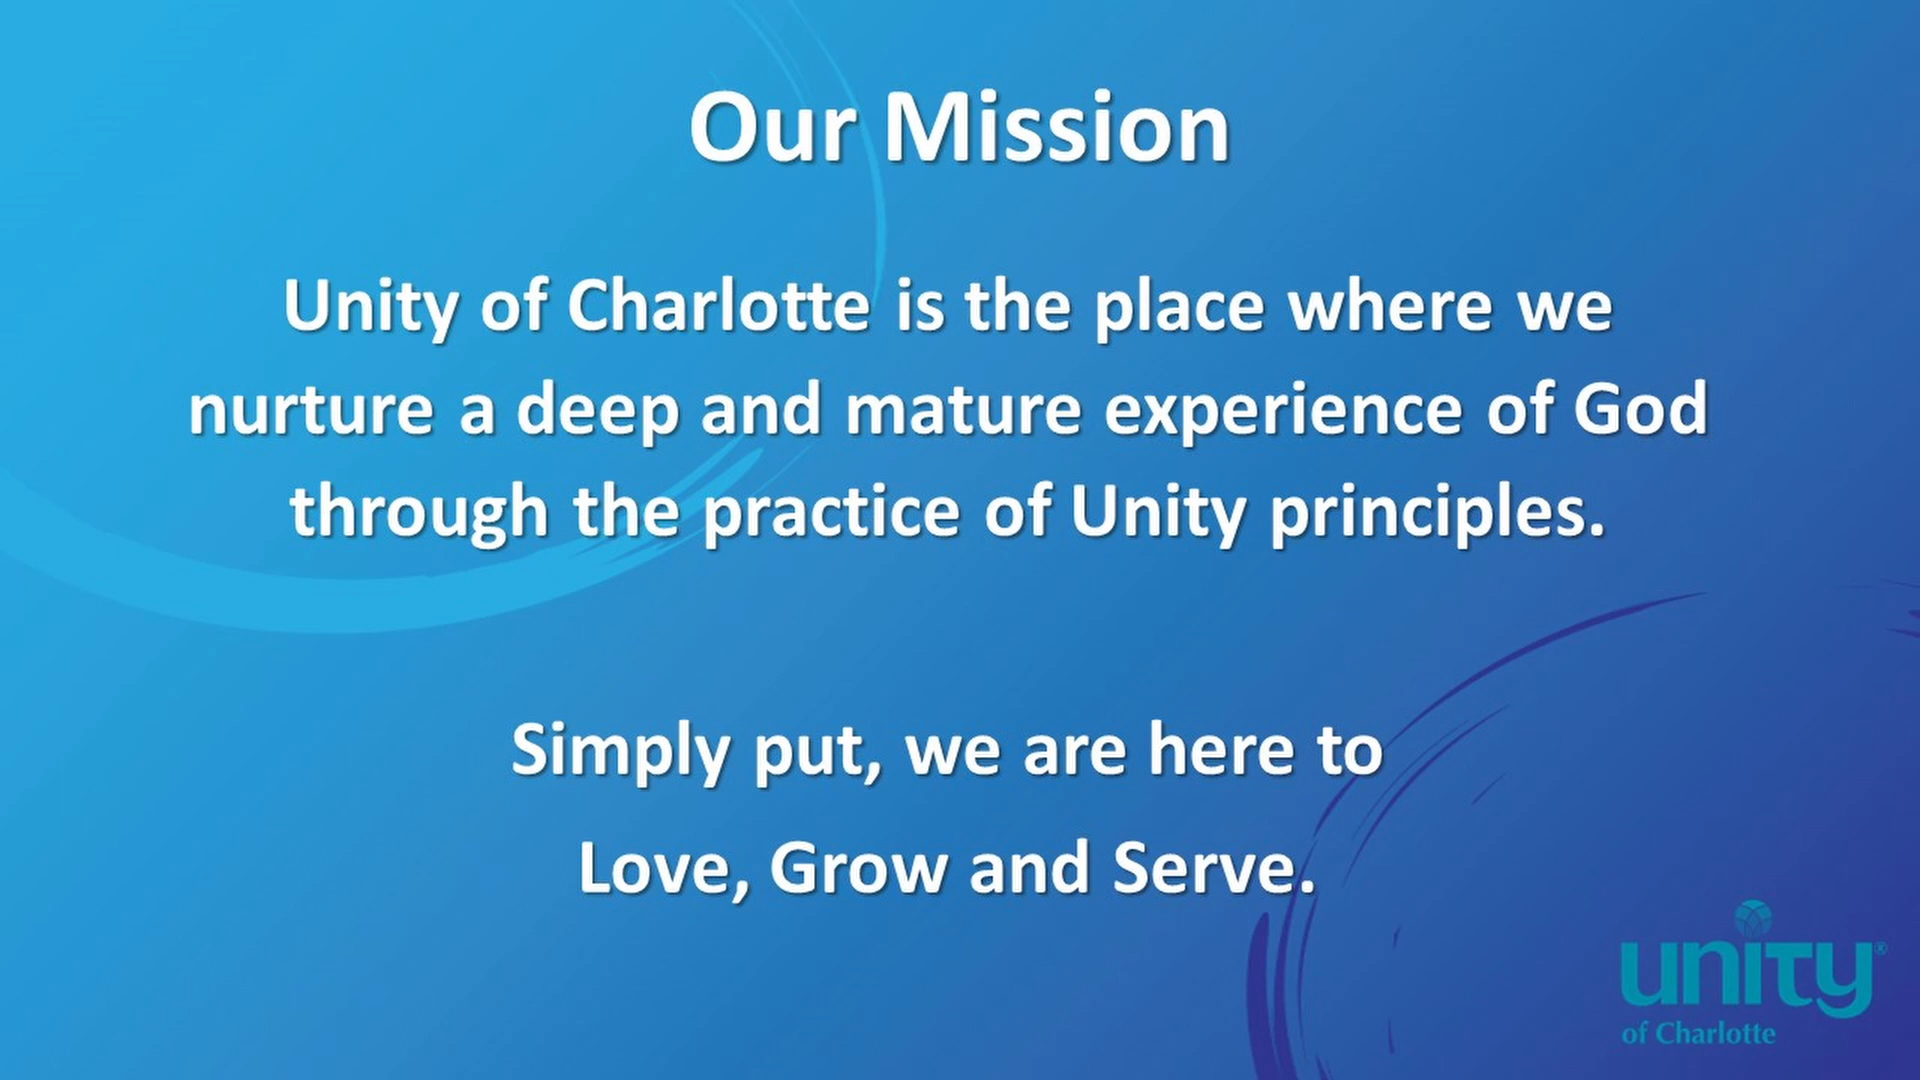 Our Mission
Unity of Charlotte is the place where we
nurture a deep and mature experience of God
through the practice of Unity principles.
Simply put, we are here to
Love, Grow and Serve.
unity®
of Charlotte